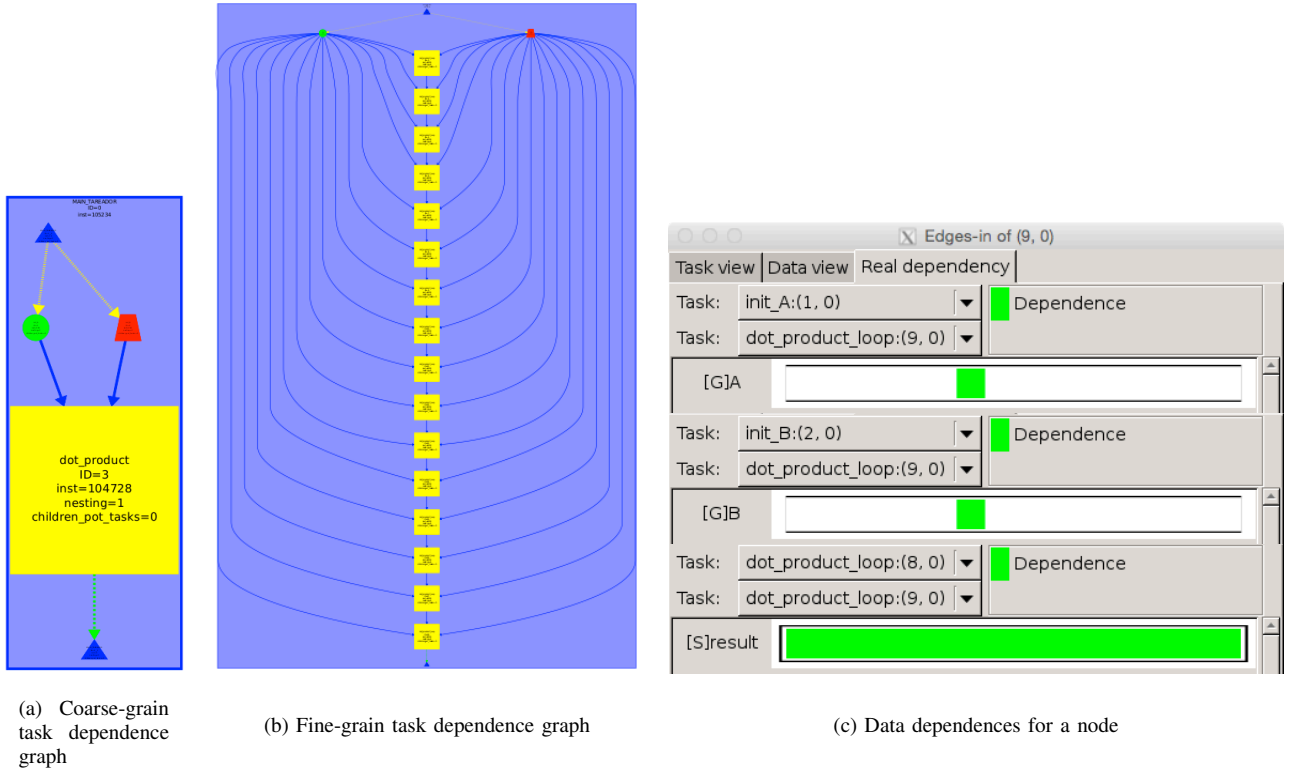 MAIN_TAREADOR
ID=0
inst=105234
dot_product
ID=3
inst=104728
nesting=1
children_pot_tasks=0
(a) Coarse-grain
task dependence
graph
(b) Fine-grain task dependence graph
X Edges-in of (9, 0)
Task view Data view Real dependency
Task: init_A:(1, 0) Dependence
Task: dot_product_loop:(9, 0)
[G]A
Task: init_B:(2, 0) Dependence
Task: dot_product_loop:(9, 0)
[G]B
Task: dot_product_loop:(8, 0) Dependence
Task: dot_product_loop:(9, 0)
[S]result
(c) Data dependences for a node